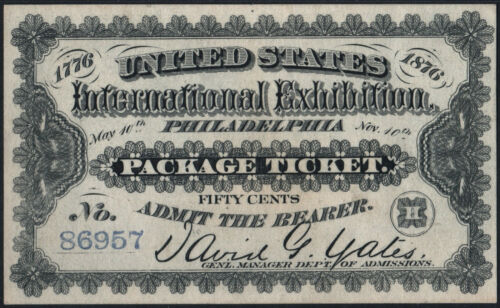 1776 UNITED STATES 1876
International Exhibition,
May 10th PHILADELPHIA Nov. 10th
PACKAGE TICKET.
FIFTY CENTS
No. ADMIT THE BEARER. H
86957
David G. Yates.
GENL. MANAGER DEPT. OF ADMISSIONS.